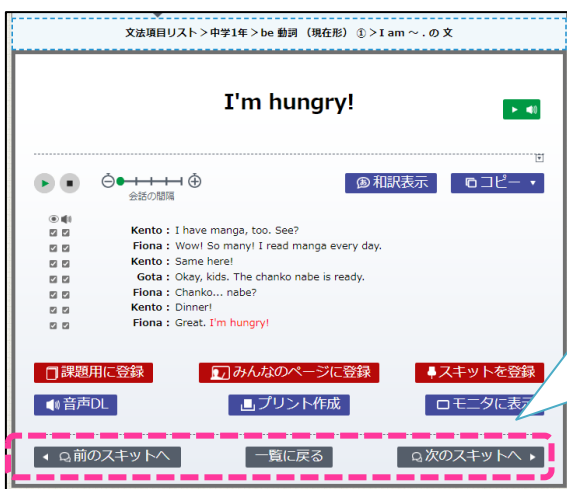 文法項目リスト＞中学1年＞be 動詞 （現在形） ①＞I am ～ . の 文
I'm hungry!
会話の間隔
和訳表示
コピー
Kento : I have manga, too. See?
Fiona : Wow! So many! I read manga every day.
Kento : Same here!
Gota : Okay, kids. The chanko nabe is ready.
Fiona : Chanko... nabe?
Kento : Dinner!
Fiona : Great. I'm hungry!
課題用に登録 みんなのページに登録 スキットを登録
音声DL プリント作成 モニタに表示
前のスキットへ 一覧に戻る 次のスキットへ